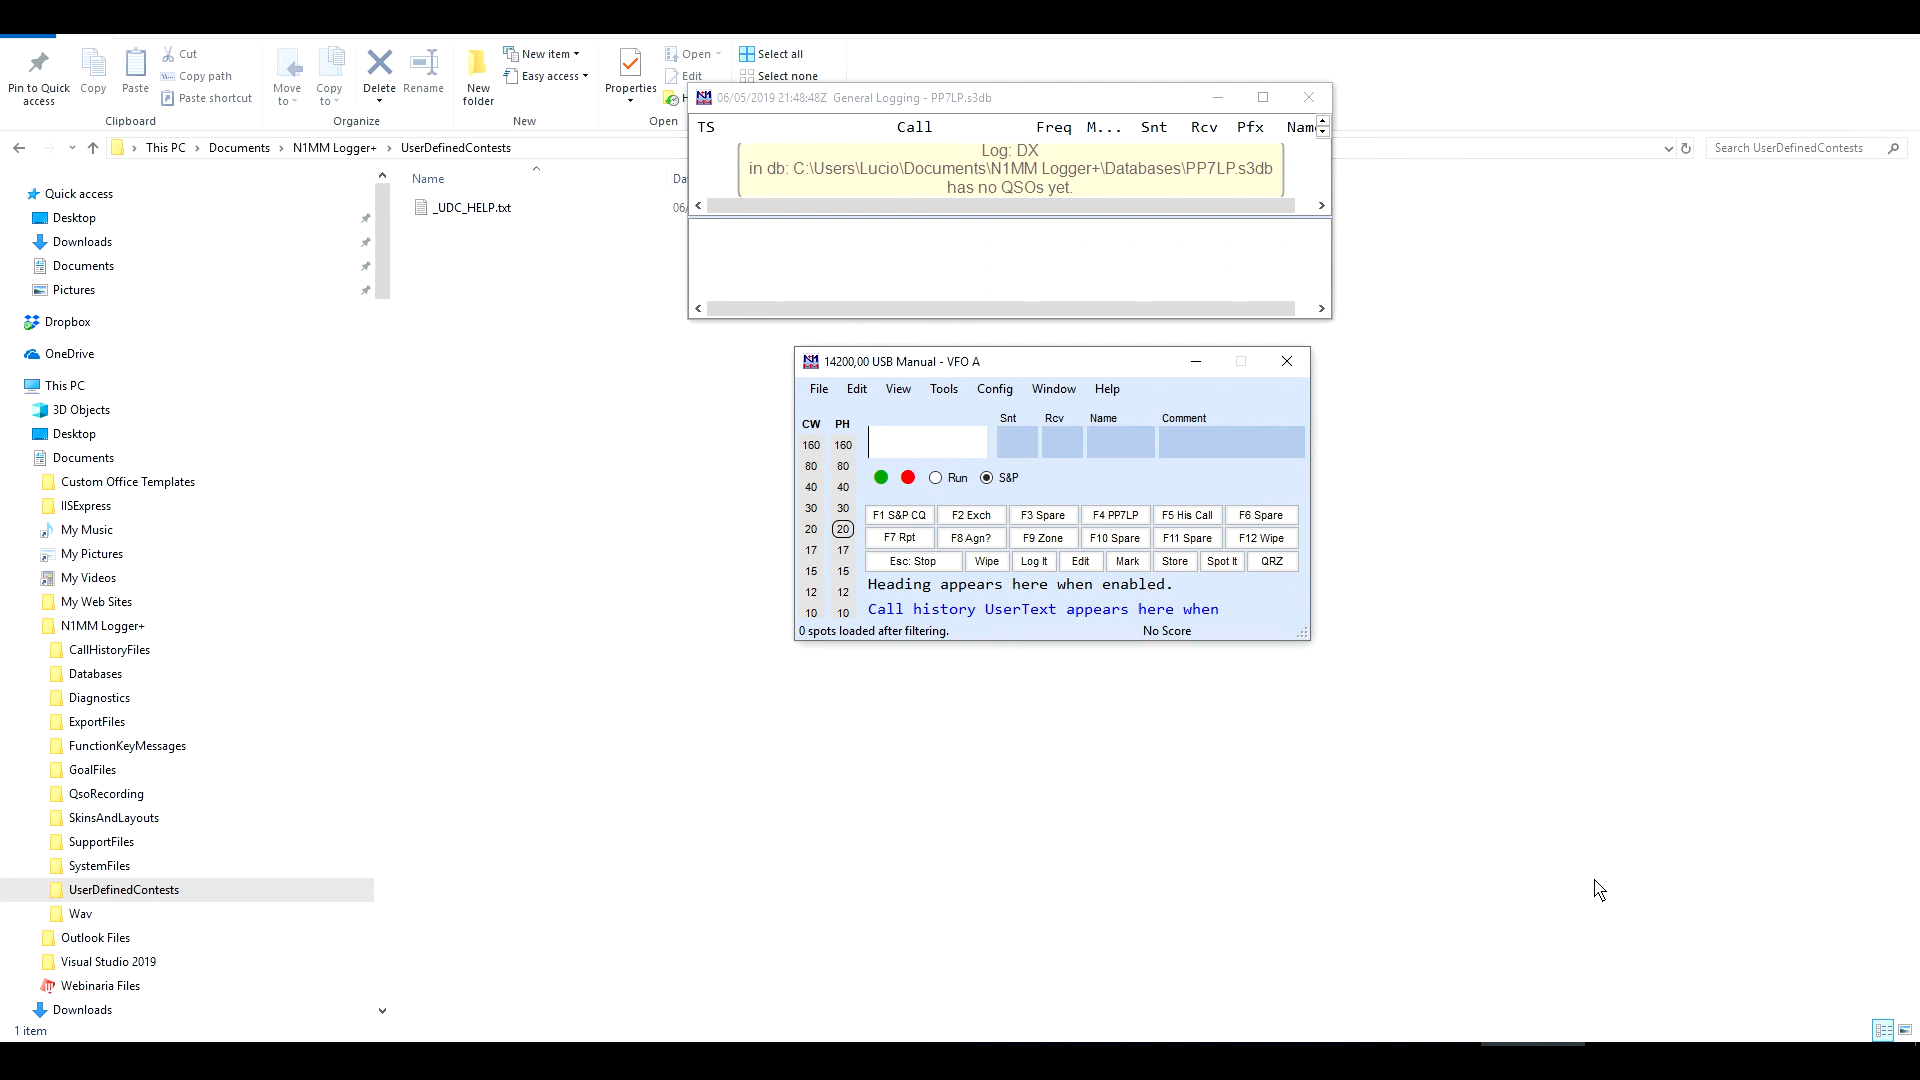 Pin to Quick
access
Copy
Paste
Cut
Copy path
Paste shortcut
Clipboard
Move
to
Copy
to
Delete
Rename
Organize
New
folder
New item
Easy access
New
Properties
Open
Edit
Open
Select all
Select none
This PC > Documents > N1MM Logger+ > UserDefinedContests
Search UserDefinedContests
Quick access
Desktop
Downloads
Documents
Pictures
Dropbox
OneDrive
This PC
3D Objects
Desktop
Documents
Custom Office Templates
IISExpress
My Music
My Pictures
My Videos
My Web Sites
N1MM Logger+
CallHistoryFiles
Databases
Diagnostics
ExportFiles
FunctionKeyMessages
GoalFiles
QsoRecording
SkinsAndLayouts
SupportFiles
SystemFiles
UserDefinedContests
Wav
Outlook Files
Visual Studio 2019
Webinaria Files
Downloads
1 item
Name
_UDC_HELP.txt
06/05/2019 21:48:48Z General Logging - PP7LP.s3db
TS Call Freq M... Snt Rcv Pfx Nam
Log: DX
in db: C:\Users\Lucio\Documents\N1MM Logger+\Databases\PP7LP.s3db
has no QSOs yet.
14200,00 USB Manual - VFO A
File Edit View Tools Config Window Help
Snt Rcv Name Comment
CW PH
160 160
80 80
40 40
30 30
20 20
17 17
15 15
12 12
10 10
Run S&P
F1 S&P CQ F2 Exch F3 Spare F4 PP7LP F5 His Call F6 Spare
F7 Rpt F8 Agn? F9 Zone F10 Spare F11 Spare F12 Wipe
Esc: Stop Wipe Log It Edit Mark Store Spot It QRZ
Heading appears here when enabled.
Call history UserText appears here when
0 spots loaded after filtering. No Score